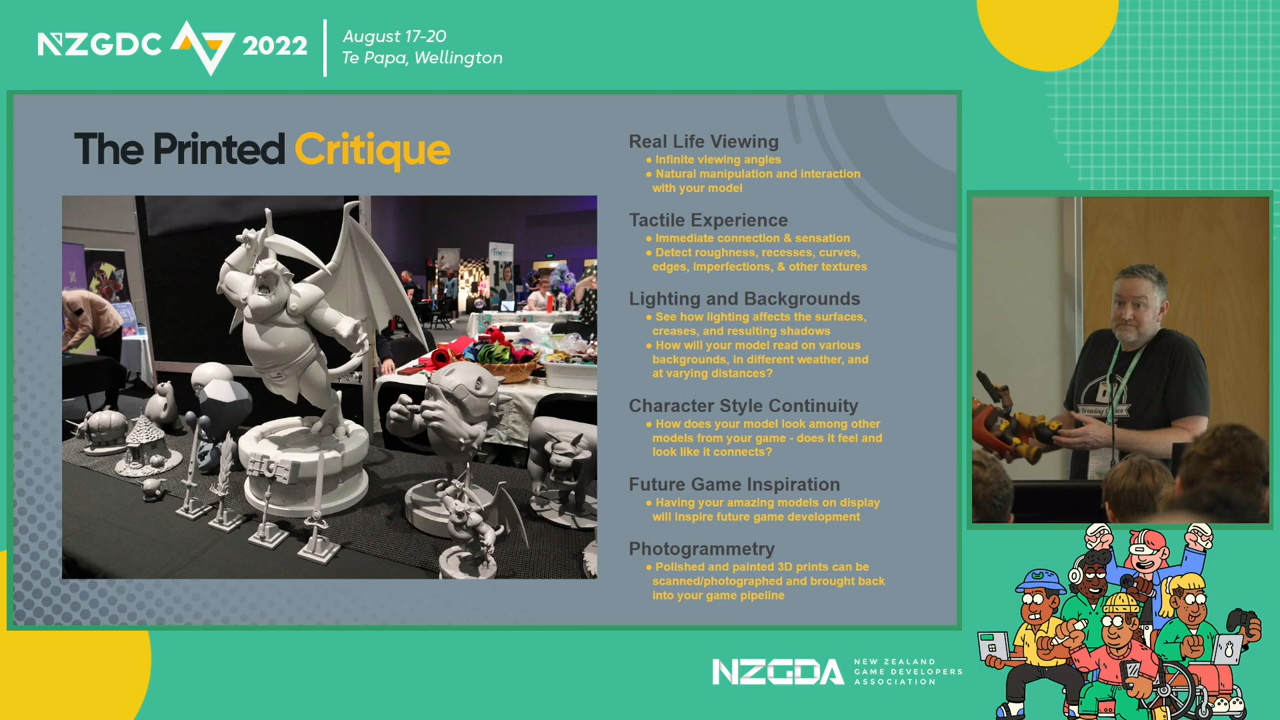 NZGDC 2022
August 17-20
Te Papa, Wellington
The Printed Critique
Real Life Viewing
● Infinite viewing angles
● Natural manipulation and interaction
with your model
Tactile Experience
● Immediate connection & sensation
● Detect roughness, recesses, curves,
edges, imperfections, & other textures
Lighting and Backgrounds
● See how lighting affects the surfaces,
creases, and resulting shadows
● How will your model read on various
backgrounds, in different weather, and
at varying distances?
Character Style Continuity
● How does your model look among other
models from your game - does it feel and
look like it connects?
Future Game Inspiration
● Having your amazing models on display
will inspire future game development
Photogrammetry
● Polished and painted 3D prints can be
scanned/photographed and brought back
into your game pipeline
NZGDA
NEW ZEALAND
GAME DEVELOPERS
ASSOCIATION